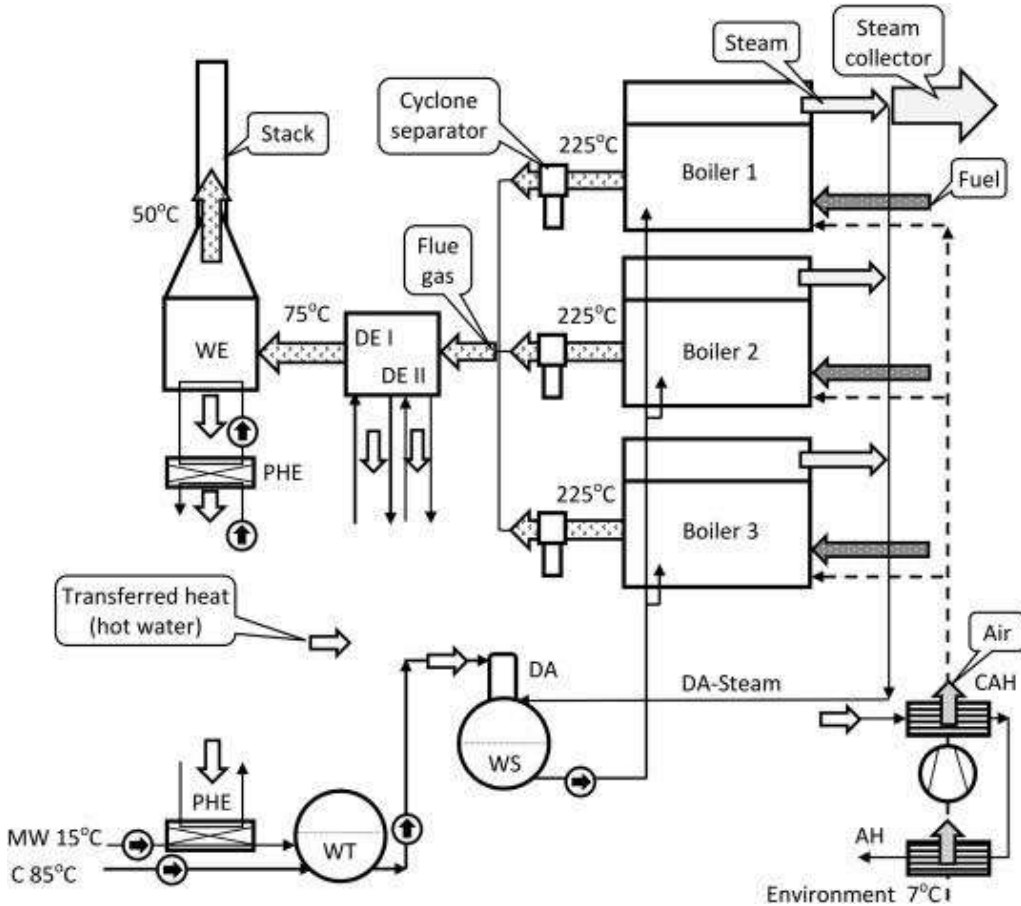 Steam
Steam
collector
Cyclone
separator
Stack
225°C
Boiler 1
Fuel
50°C
Flue
gas
75°C
225°C
DE I
WE
DE II
Boiler 2
PHE
225°C
Boiler 3
Transferred heat
(hot water)
Air
DA
DA-Steam
CAH
WS
PHE
MW 15°C
WT
AH
C 85°C
Environment 7°C